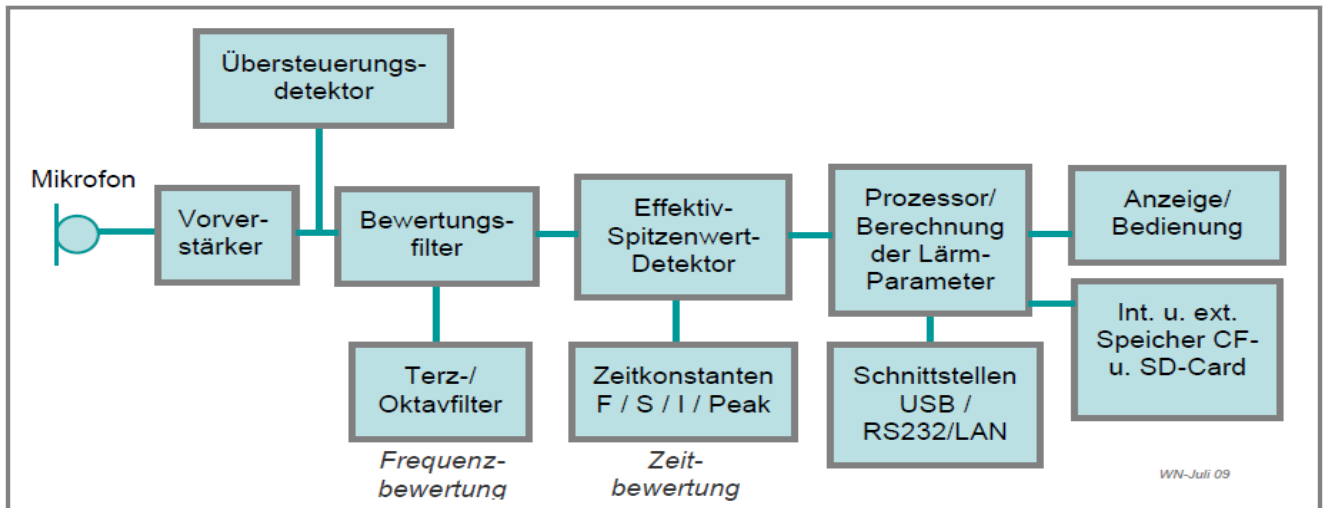 Übersteuerungs-
detektor
Mikrofon
Vorver-
stärker
Bewertungs-
filter
Effektiv-
Spitzenwert-
Detektor
Prozessor/
Berechnung
der Lärm-
Parameter
Anzeige/
Bedienung
Int. u. ext.
Speicher CF-
u. SD-Card
Terz-/
Oktavfilter
Zeitkonstanten
F / S / I / Peak
Schnittstellen
USB /
RS232/LAN
Frequenz-
bewertung
Zeit-
bewertung
WN-Juli 09